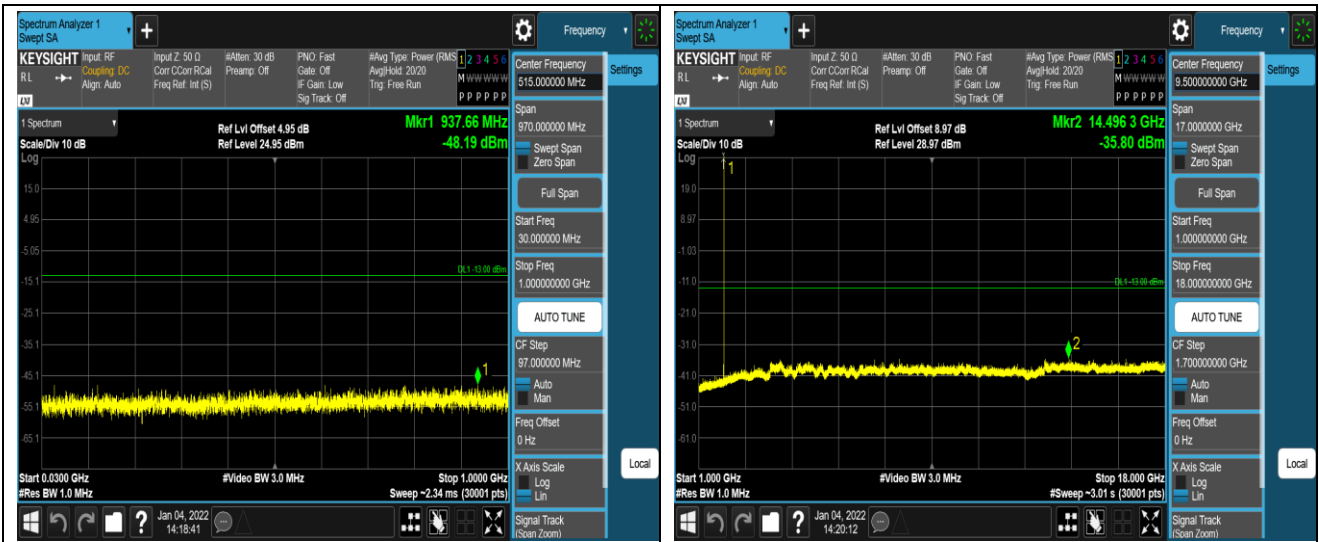 Spectrum Analyzer 1
Swept SA
+
Frequency
KEYSIGHT
Input: RF
Input Z: 50 Ω
#Atten: 30 dB
PNO: Fast
#Avg Type: Power (RMS
1 2 3 4 5 6
R L
Coupling: DC
Corr CCorr RCal
Preamp: Off
Gate: Off
Avg|Hold: 20/20
M W W W W W
Align: Auto
Freq Ref: Int (S)
IF Gain: Low
Trig: Free Run
Sig Track: Off
P P P P P P
LXI
1 Spectrum
Ref Lvl Offset 4.95 dB
Mkr1 937.66 MHz
Scale/Div 10 dB
Ref Level 24.95 dBm
-48.19 dBm
Log
15.0
4.95
-5.05
DL1 -13.00 dBm
-15.1
-25.1
-35.1
-45.1
1
-55.1
-65.1
Start 0.0300 GHz
#Video BW 3.0 MHz
Stop 1.0000 GHz
#Res BW 1.0 MHz
Sweep ~2.34 ms (30001 pts)
Center Frequency
515.000000 MHz
Settings
Span
970.000000 MHz
Swept Span
Zero Span
Full Span
Start Freq
30.000000 MHz
Stop Freq
1.000000000 GHz
AUTO TUNE
CF Step
97.000000 MHz
Auto
Man
Freq Offset
0 Hz
X Axis Scale
Log
Lin
Local
Signal Track
(Span Zoom)
?
Jan 04, 2022
14:18:41
Spectrum Analyzer 1
Swept SA
+
Frequency
KEYSIGHT
Input: RF
Input Z: 50 Ω
#Atten: 30 dB
PNO: Fast
#Avg Type: Power (RMS
1 2 3 4 5 6
R L
Coupling: DC
Corr CCorr RCal
Preamp: Off
Gate: Off
Avg|Hold: 20/20
M W W W W W
Align: Auto
Freq Ref: Int (S)
IF Gain: Low
Trig: Free Run
Sig Track: Off
P P P P P P
LXI
1 Spectrum
Ref Lvl Offset 8.97 dB
Mkr2 14.496 3 GHz
Scale/Div 10 dB
Ref Level 28.97 dBm
-35.80 dBm
Log
1
19.0
8.97
-1.03
-11.0
DL1 -13.00 dBm
-21.0
-31.0
2
-41.0
-51.0
-61.0
Start 1.000 GHz
#Video BW 3.0 MHz
Stop 18.000 GHz
#Res BW 1.0 MHz
#Sweep ~3.01 s (30001 pts)
Center Frequency
9.500000000 GHz
Settings
Span
17.0000000 GHz
Swept Span
Zero Span
Full Span
Start Freq
1.000000000 GHz
Stop Freq
18.000000000 GHz
AUTO TUNE
CF Step
1.700000000 GHz
Auto
Man
Freq Offset
0 Hz
X Axis Scale
Log
Lin
Local
Signal Track
(Span Zoom)
?
Jan 04, 2022
14:20:12